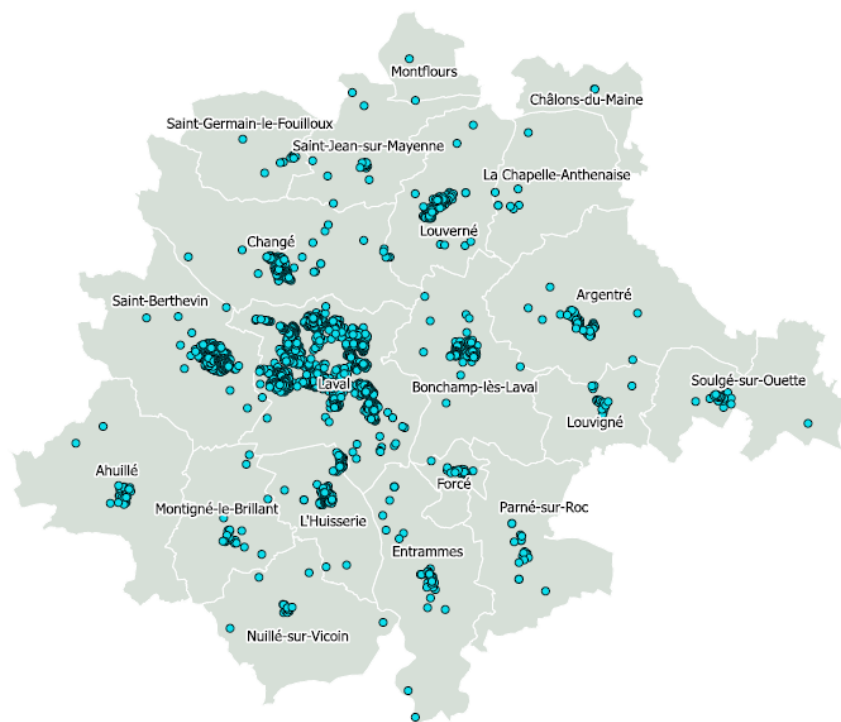 Montflours
Châlons-du-Maine
Saint-Germain-le-Fouilloux
Saint-Jean-sur-Mayenne
La Chapelle-Anthenaise
Louverné
Changé
Argentré
Saint-Berthevin
Laval
Bonchamp-lès-Laval
Soulgé-sur-Ouette
Louvigné
Ahuillé
Forcé
Montigné-le-Brillant
L'Huisserie
Parné-sur-Roc
Entrammes
Nuillé-sur-Vicoin